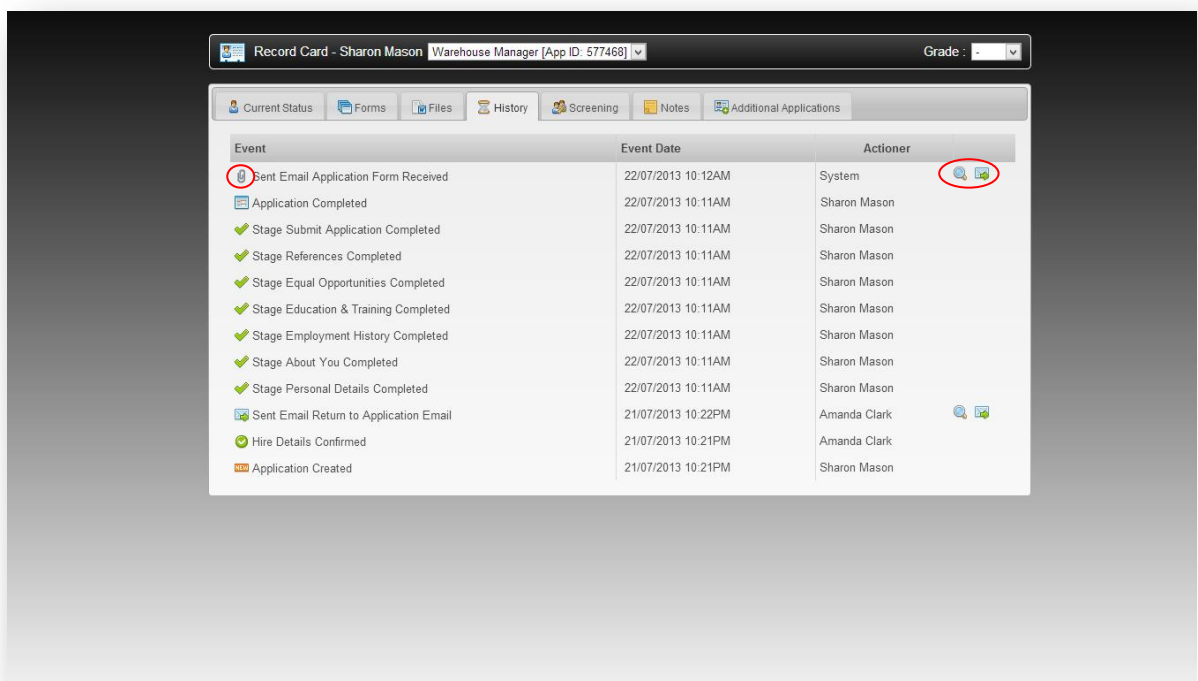 Record Card - Sharon Mason Warehouse Manager [App ID: 577468] Grade : -
Current Status Forms Files History Screening Notes Additional Applications
Event Event Date Actioner
Sent Email Application Form Received 22/07/2013 10:12AM System
Application Completed 22/07/2013 10:11AM Sharon Mason
Stage Submit Application Completed 22/07/2013 10:11AM Sharon Mason
Stage References Completed 22/07/2013 10:11AM Sharon Mason
Stage Equal Opportunities Completed 22/07/2013 10:11AM Sharon Mason
Stage Education & Training Completed 22/07/2013 10:11AM Sharon Mason
Stage Employment History Completed 22/07/2013 10:11AM Sharon Mason
Stage About You Completed 22/07/2013 10:11AM Sharon Mason
Stage Personal Details Completed 22/07/2013 10:11AM Sharon Mason
Sent Email Return to Application Email 21/07/2013 10:22PM Amanda Clark
Hire Details Confirmed 21/07/2013 10:21PM Amanda Clark
NEW Application Created 21/07/2013 10:21PM Sharon Mason